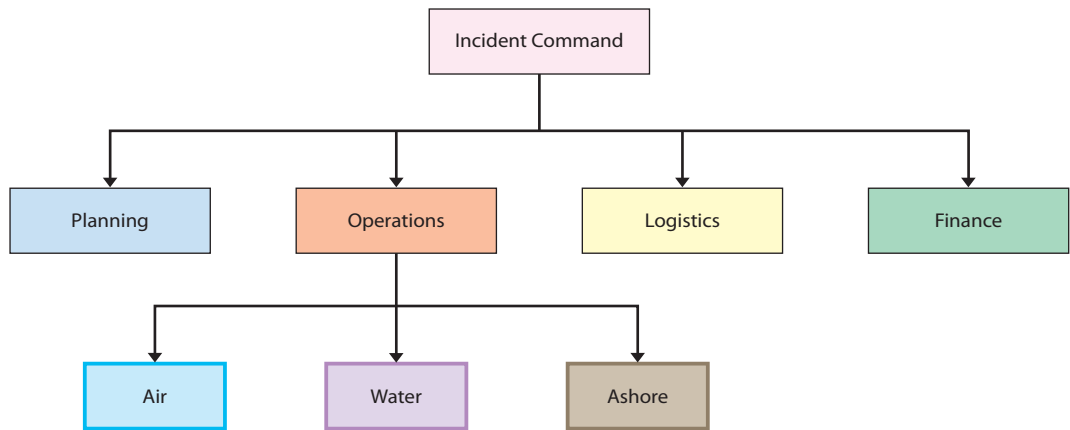 Incident Command
Planning
Operations
Logistics
Finance
Air
Water
Ashore